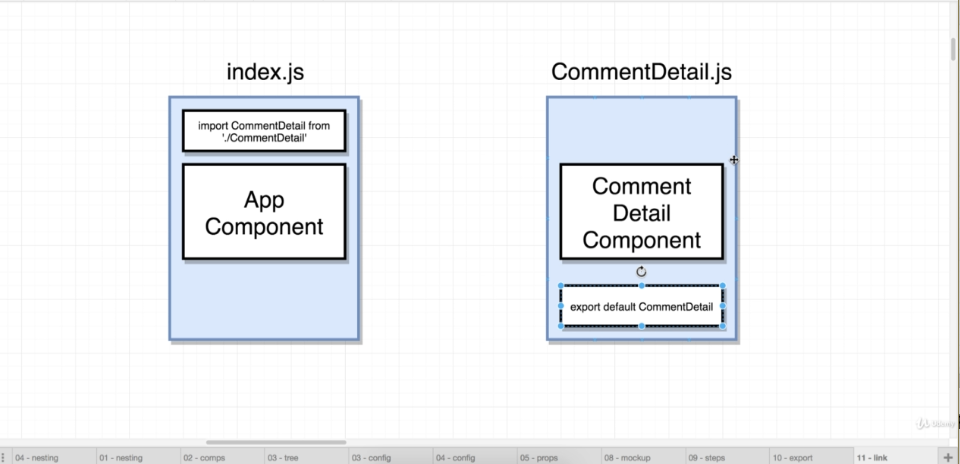 index.js
CommentDetail.js
import CommentDetail from
'./CommentDetail'
App
Component
Comment
Detail
Component
export default CommentDetail
04 - nesting
01 - nesting
02 - comps
03 - tree
03 - config
04 - config
05 - props
08 - mockup
09 - steps
10 - export
11 - link
Udemy